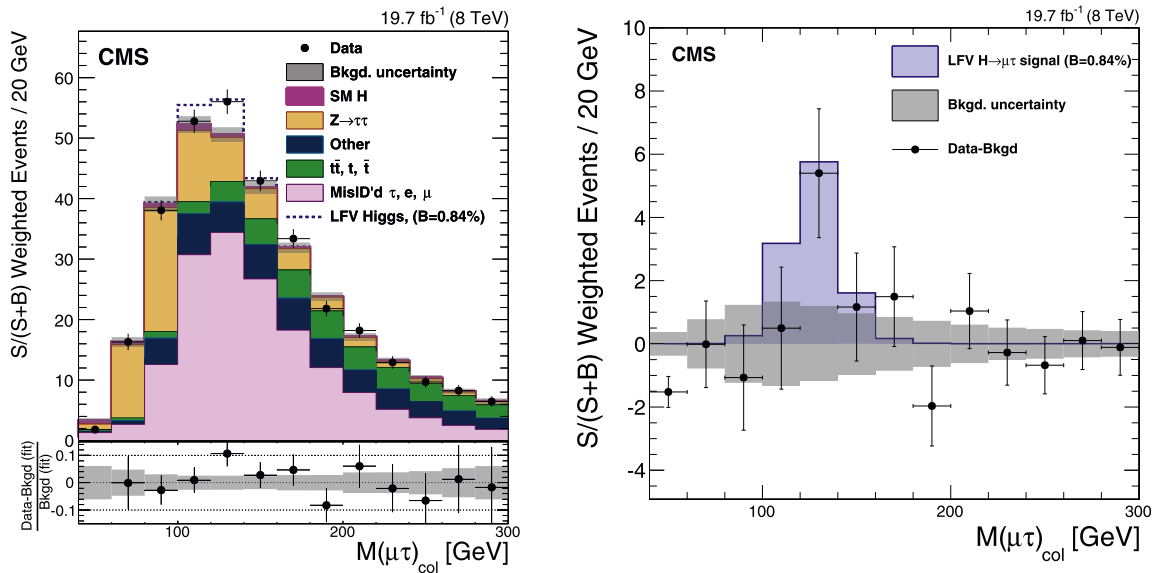 19.7 fb⁻¹ (8 TeV)
CMS
Data
Bkgd. uncertainty
SM H
Z→ττ
Other
tt̄, t, t̄
MisID'd τ, e, μ
LFV Higgs, (B=0.84%)
S/(S+B) Weighted Events / 20 GeV
60
50
40
30
20
10
0
Data-Bkgd (fit)
Bkgd (fit)
0.1
0
-0.1
100
200
300
M(μτ)col [GeV]
19.7 fb⁻¹ (8 TeV)
CMS
LFV H→μτ signal (B=0.84%)
Bkgd. uncertainty
Data-Bkgd
S/(S+B) Weighted Events / 20 GeV
10
8
6
4
2
0
-2
-4
100
200
300
M(μτ)col [GeV]